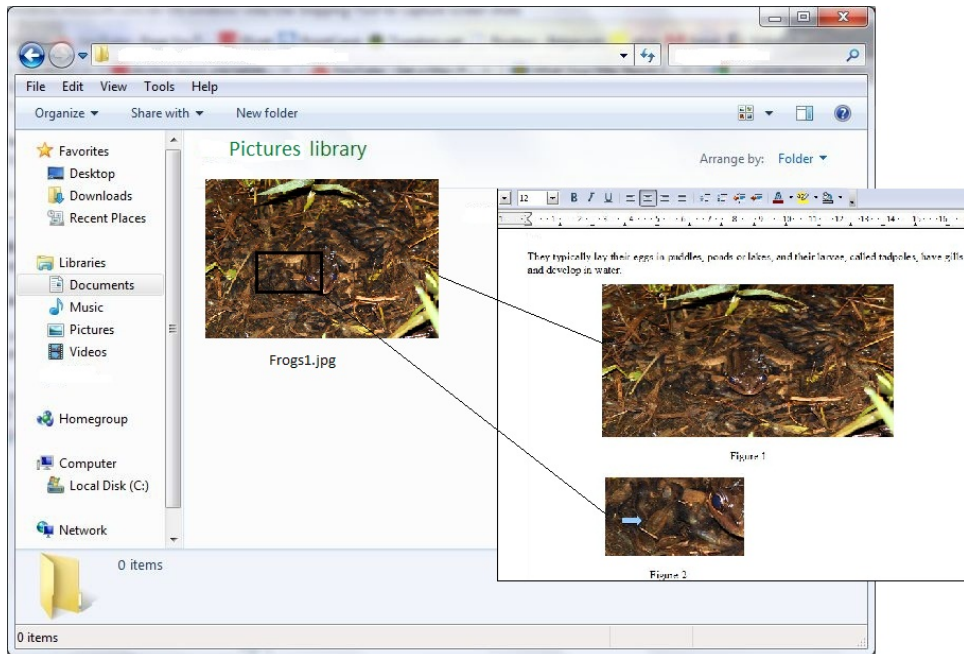 File Edit View Tools Help
Organize Share with New folder
Favorites
Desktop
Downloads
Recent Places
Libraries
Documents
Music
Pictures
Videos
Homegroup
Computer
Local Disk (C:)
Network
Pictures library
Arrange by: Folder
Frogs1.jpg
12 B I U
They typically lay their eggs in puddles, ponds or lakes, and their larvae, called tadpoles, have gills
and develop in water.
Figure 1
Figure 2
0 items
0 items